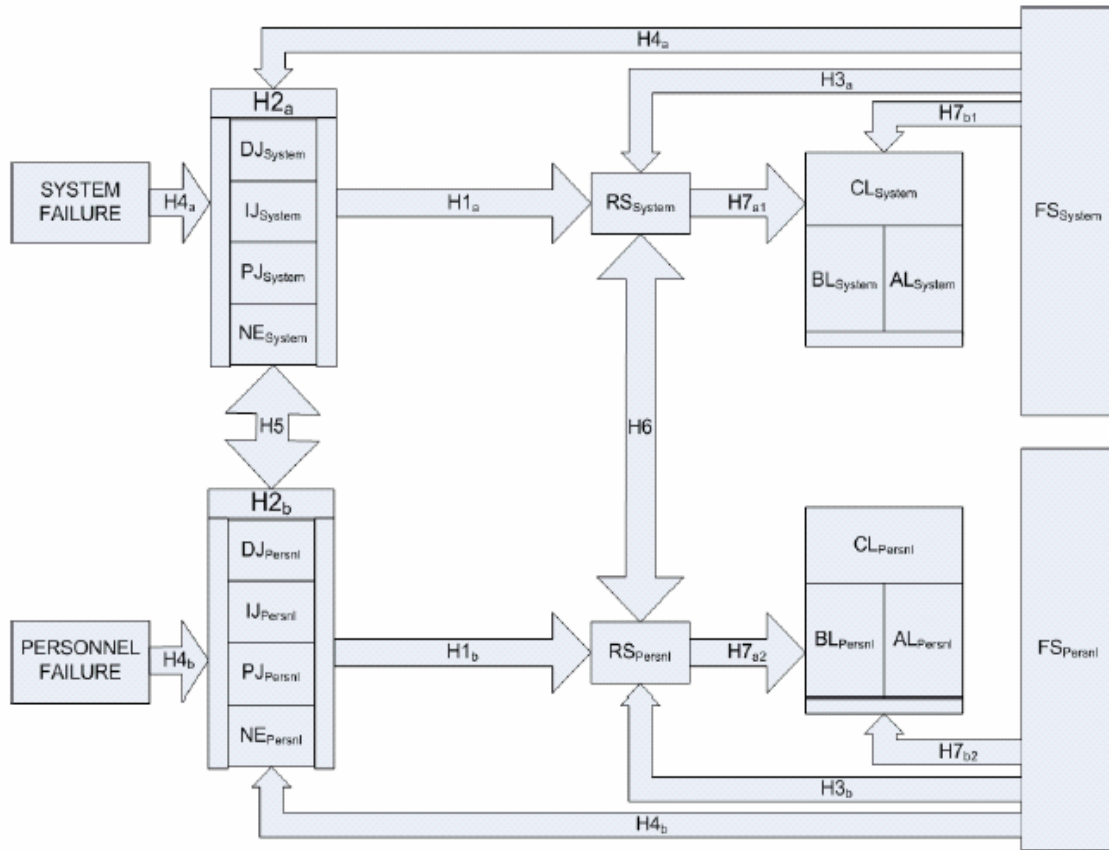 H4a
H3a
H7b1
H2a
DJSystem
IJSystem
PJSystem
NESystem
SYSTEM
FAILURE
H4a
H1a
RSSystem
H7a1
CLSystem
BLSystem
ALSystem
FSSystem
H5
H6
H2b
DJPersnl
IJPersnl
PJPersnl
NEPersnl
PERSONNEL
FAILURE
H4b
H1b
RSPersnl
H7a2
CLPersnl
BLPersnl
ALPersnl
FSPersnl
H7b2
H3b
H4b